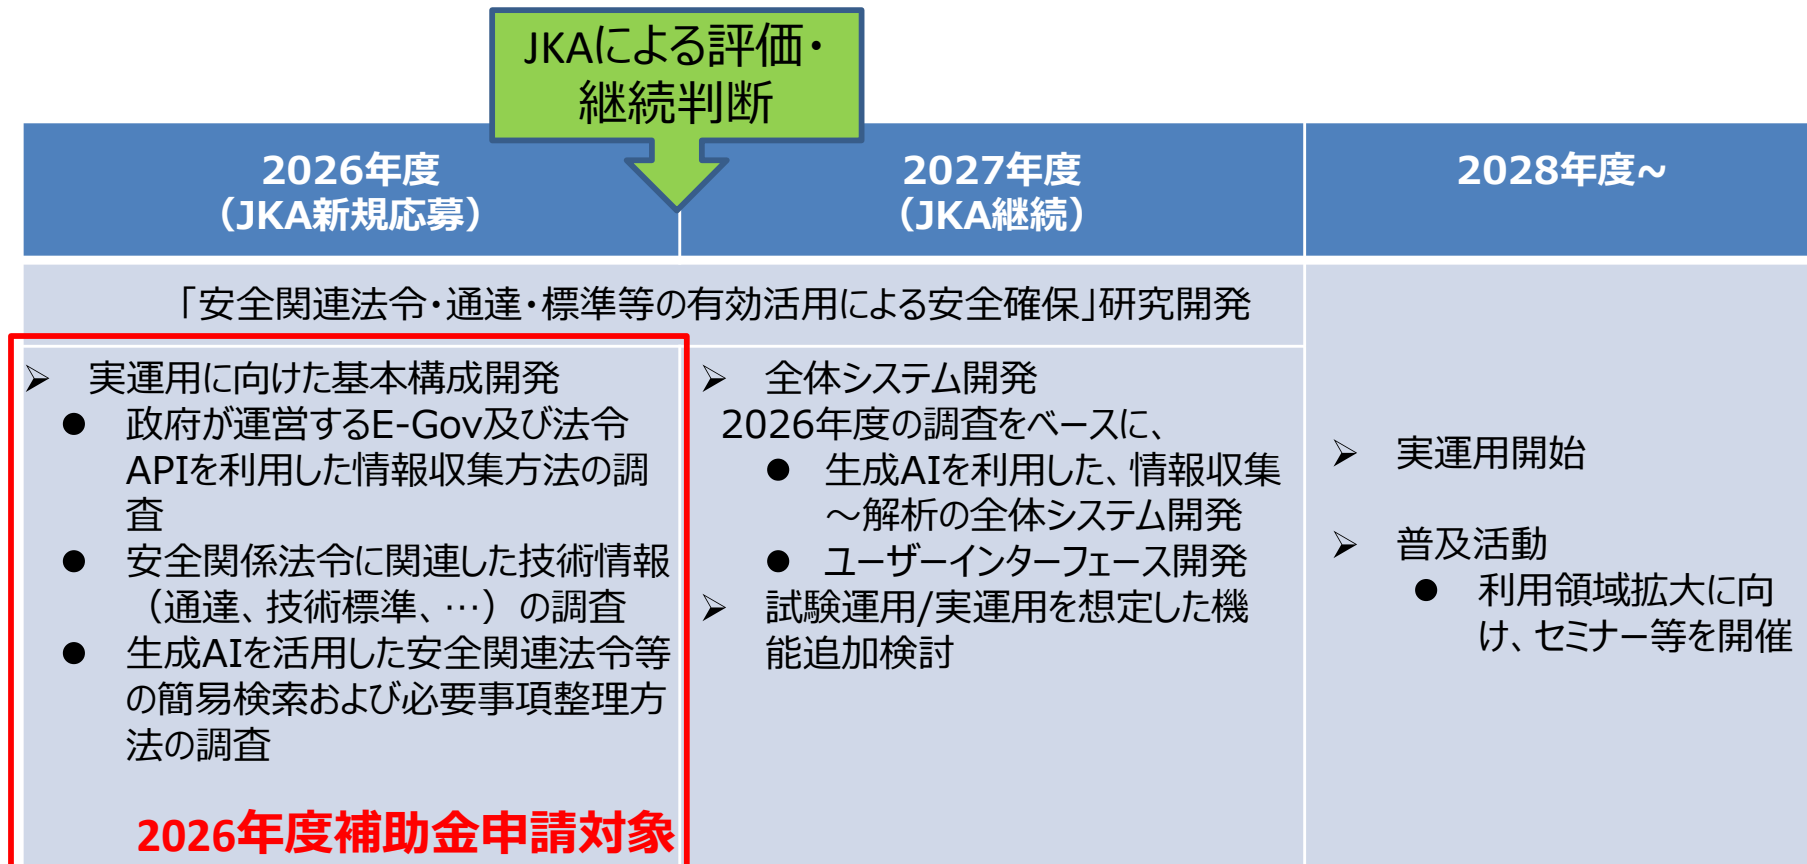 JKAによる評価・
継続判断
2026年度
（JKA新規応募）
2027年度
（JKA継続）
2028年度~
「安全関連法令・通達・標準等の有効活用による安全確保」研究開発
➢ 実運用に向けた基本構成開発
● 政府が運営するE-Gov及び法令
APIを利用した情報収集方法の調
査
● 安全関係法令に関連した技術情報
（通達、技術標準、…）の調査
● 生成AIを活用した安全関連法令等
の簡易検索および必要事項整理方
法の調査
2026年度補助金申請対象
➢ 全体システム開発
2026年度の調査をベースに、
● 生成AIを利用した、情報収集
～解析の全体システム開発
● ユーザーインターフェース開発
➢ 試験運用/実運用を想定した機
能追加検討
➢ 実運用開始
➢ 普及活動
● 利用領域拡大に向
け、セミナー等を開催